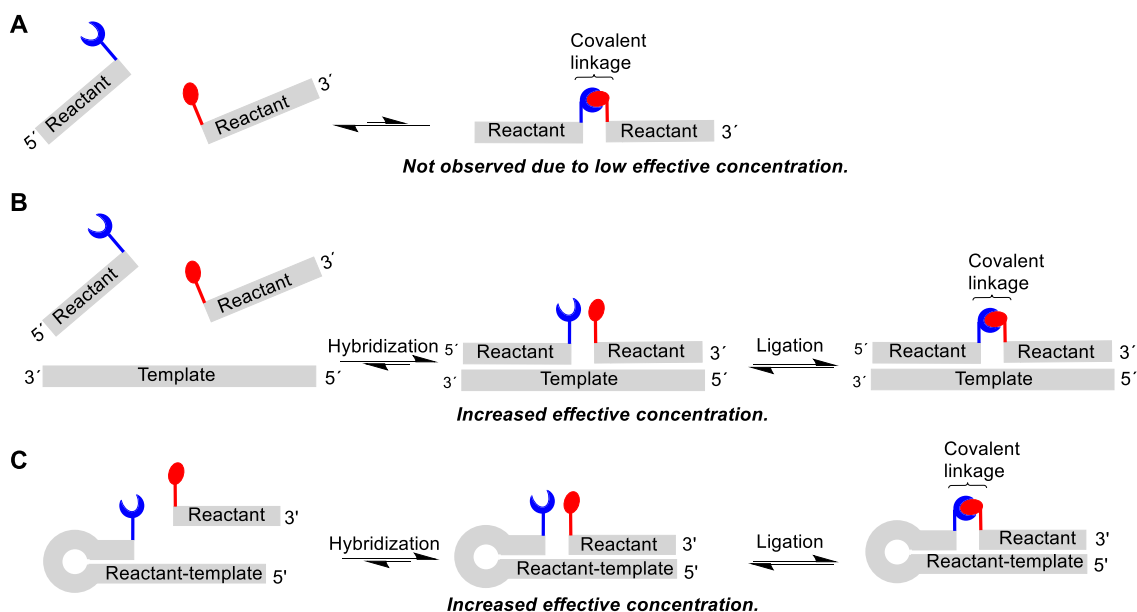 A
Covalent
linkage
5´ Reactant
Reactant 3´
Reactant Reactant 3´
Not observed due to low effective concentration.
B
5´ Reactant
Reactant 3´
Covalent
linkage
Hybridization
5´ Reactant Reactant 3´
Ligation
5´ Reactant Reactant 3´
3´ Template 5´
3´ Template 5´
3´ Template 5´
Increased effective concentration.
C
Covalent
linkage
Reactant 3'
Reactant-template 5'
Hybridization
Reactant 3'
Reactant-template 5'
Ligation
Reactant 3'
Reactant-template 5'
Increased effective concentration.